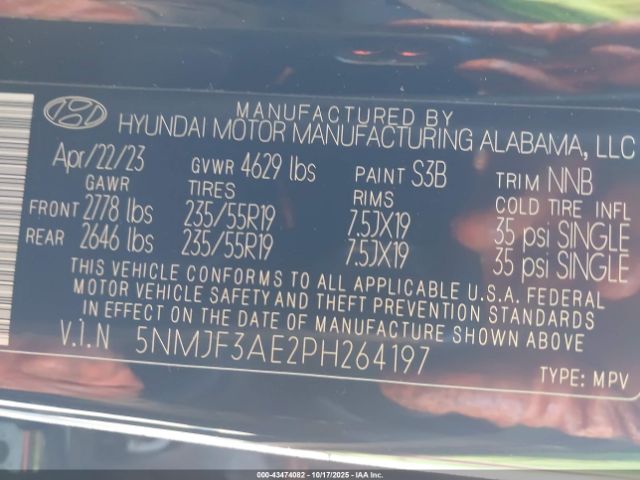 MANUFACTURED BY
HYUNDAI MOTOR MANUFACTURING ALABAMA, LLC
Apr/22/23 GVWR 4629 lbs PAINT S3B TRIM NNB
GAWR TIRES RIMS COLD TIRE INFL
FRONT 2778 lbs 235/55R19 7.5JX19 35 psi SINGLE
REAR 2646 lbs 235/55R19 7.5JX19 35 psi SINGLE
THIS VEHICLE CONFORMS TO ALL APPLICABLE U.S.A. FEDERAL
MOTOR VEHICLE SAFETY AND THEFT PREVENTION STANDARDS
IN EFFECT ON THE DATE OF MANUFACTURE SHOWN ABOVE
V.I.N 5NMJF3AE2PH264197
TYPE: MPV
000-43474082 - 10/17/2025 - IAAI.COM